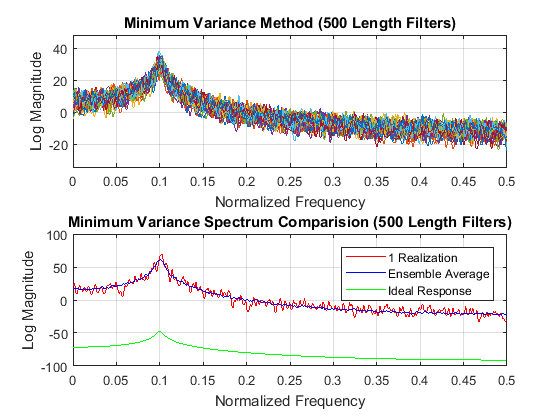 Minimum Variance Method (500 Length Filters)
40
20
0
-20
Log Magnitude
0 0.05 0.1 0.15 0.2 0.25 0.3 0.35 0.4 0.45 0.5
Normalized Frequency
Minimum Variance Spectrum Comparision (500 Length Filters)
100
50
0
-50
-100
Log Magnitude
1 Realization
Ensemble Average
Ideal Response
0 0.05 0.1 0.15 0.2 0.25 0.3 0.35 0.4 0.45 0.5
Normalized Frequency